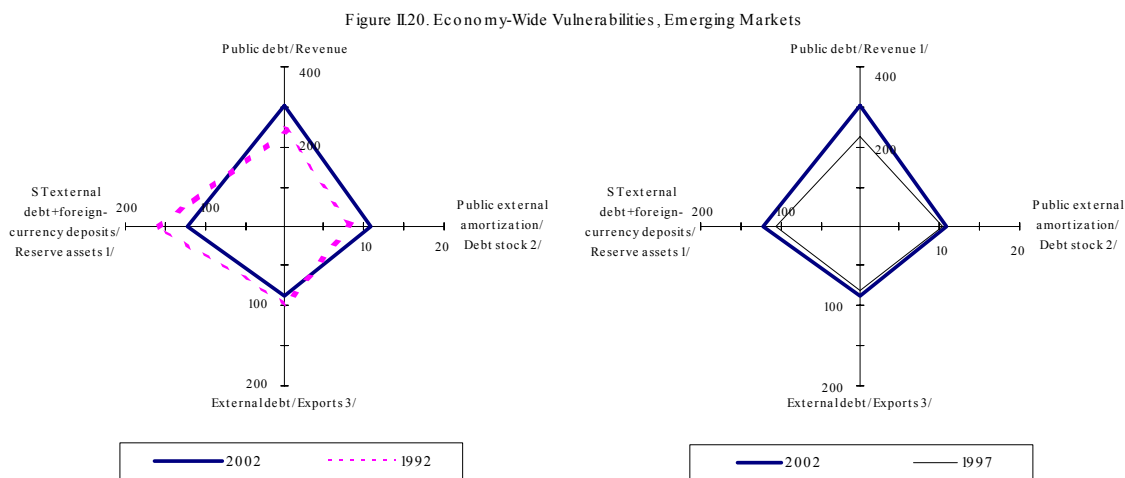 Figure II.20. Economy-Wide Vulnerabilities, Emerging Markets
Public debt/Revenue
400
200
ST external
debt+foreign-
currency deposits/
Reserve assets 1/
200
100
10
20
Public external
amortization/
Debt stock 2/
100
200
External debt/Exports 3/
2002
1992
Public debt/Revenue 1/
400
200
ST external
debt+foreign-
currency deposits/
Reserve assets 1/
200
100
10
20
Public external
amortization/
Debt stock 2/
100
200
External debt/Exports 3/
2002
1997